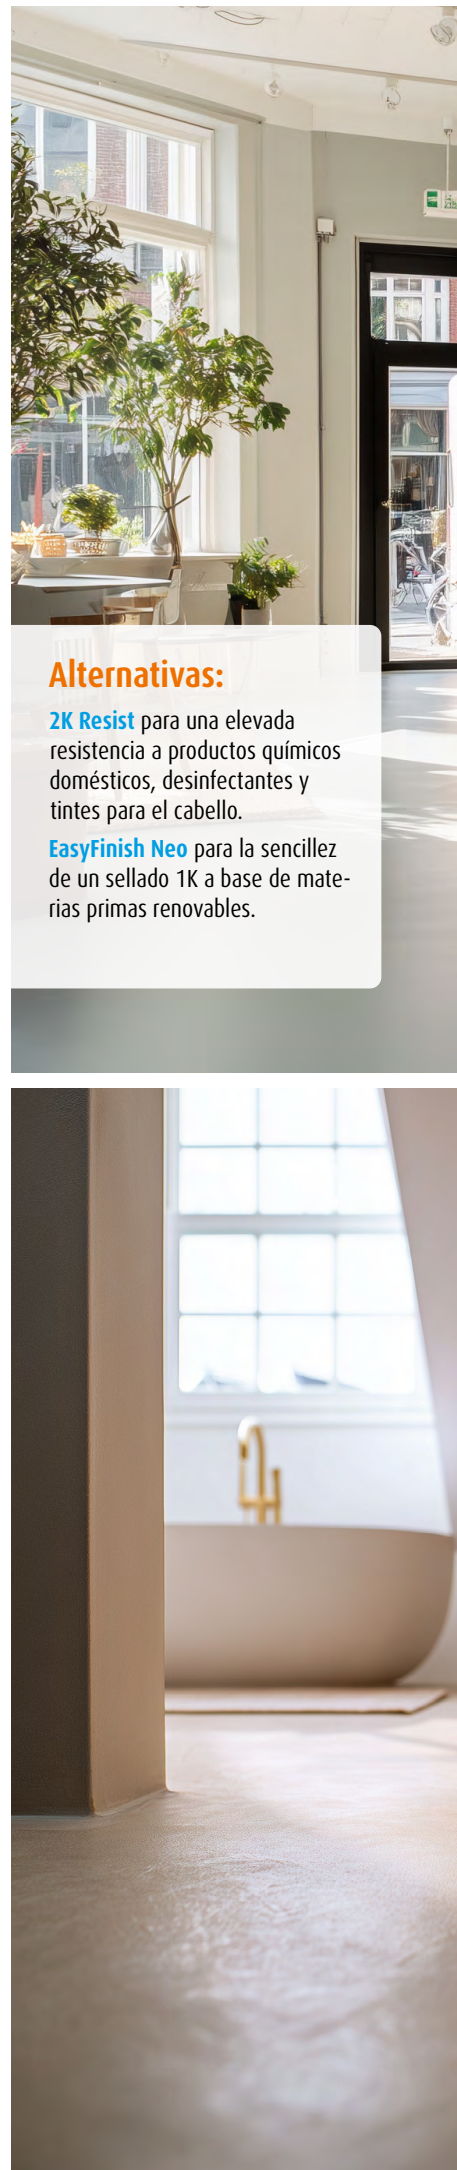 Alternativas:
2K Resist para una elevada
resistencia a productos químicos
domésticos, desinfectantes y
tintes para el cabello.
EasyFinish Neo para la sencillez
de un sellado 1K a base de mate-
rias primas renovables.